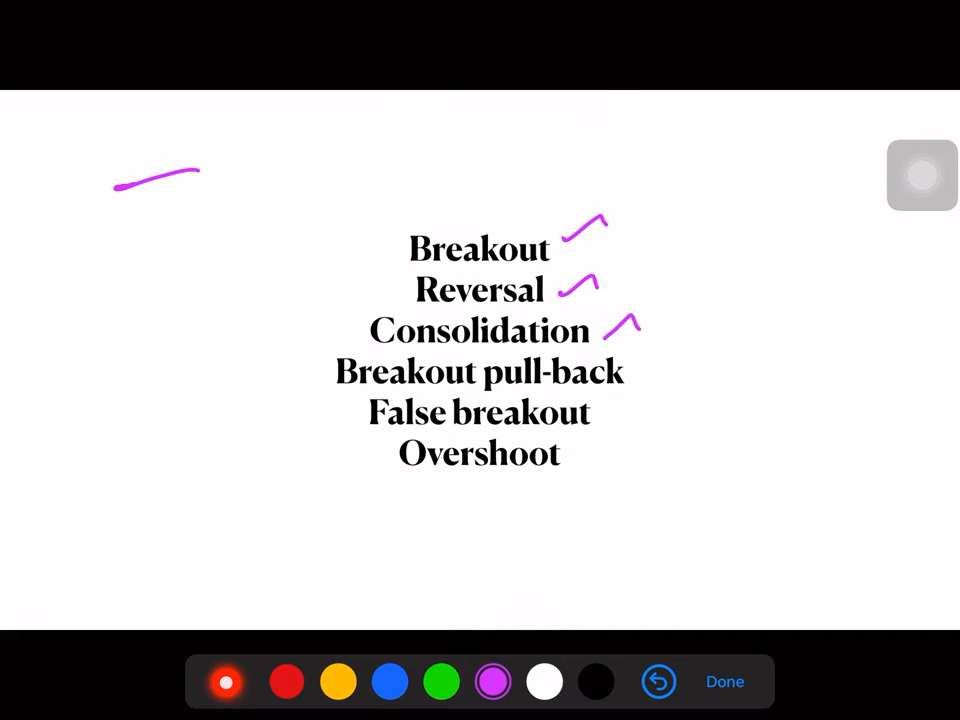 Breakout
Reversal
Consolidation
Breakout pull-back
False breakout
Overshoot
Done